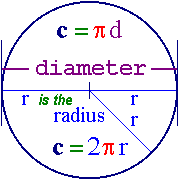 c = πd
diameter
r is the r
radius r
c = 2πr